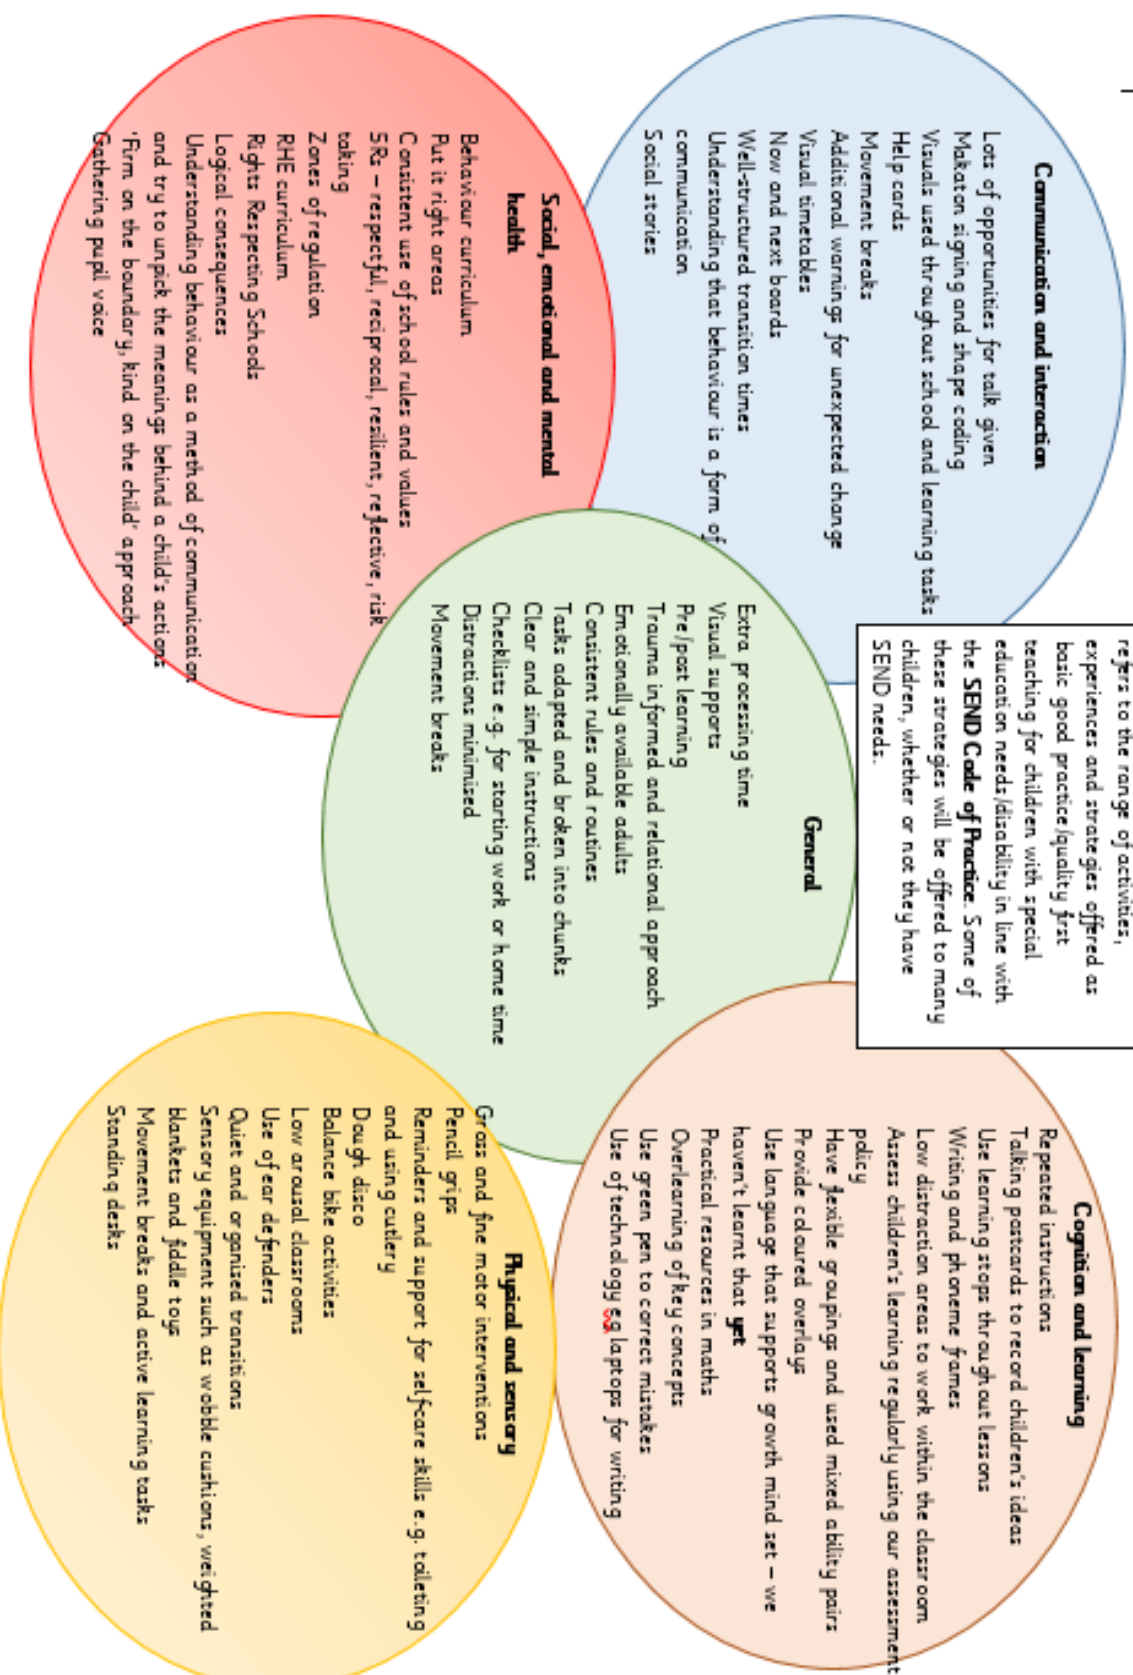 Communication and interaction
Lots of opportunities for talk given
Makaton signing and shape coding
Visuals used throughout school and learning tasks
Help cards
Movement breaks
Additional warnings for unexpected change
Visual timetables
Now and next boards
Well-structured transition times
Understanding that behaviour is a form of
communication
Social stories
refers to the range of activities,
experiences and strategies offered as
basic good practice/quality first
teaching for children with special
education needs/disability in line with
the SEND Code of Practice. Some of
these strategies will be offered to many
children, whether or not they have
SEND needs.
Cognition and learning
Repeated instructions
Talking postcards to record children's ideas
Use learning stops throughout lessons
Writing and phoneme frames
Low distraction areas to work within the classroom
Assess children's learning regularly using our assessment
policy
Have flexible groupings and used mixed ability pairs
Provide coloured overlays
Use language that supports growth mind set – we
haven't learnt that yet
Practical resources in maths
Overlearning of key concepts
Use green pen to correct mistakes
Use of technology e.g laptops for writing
General
Extra processing time
Visual supports
Pre/post learning
Trauma informed and relational approach
Emotionally available adults
Consistent rules and routines
Tasks adapted and broken into chunks
Clear and simple instructions
Checklists e.g. for starting work or home time
Distractions minimised
Movement breaks
Social, emotional and mental
health
Behaviour curriculum
Put it right areas
Consistent use of school rules and values
5Rs – respectful, reciprocal, resilient, reflective, risk
taking
Zones of regulation
RHE curriculum
Rights Respecting Schools
Logical consequences
Understanding behaviour as a method of communication
and try to unpick the meanings behind a child's actions
'Firm on the boundary, kind on the child' approach
Gathering pupil voice
Physical and sensory
Gross and fine motor interventions
Pencil grips
Reminders and support for self-care skills e.g. toileting
and using cutlery
Dough disco
Balance bike activities
Low arousal classrooms
Use of ear defenders
Quiet and organised transitions
Sensory equipment such as wobble cushions, weighted
blankets and fiddle toys
Movement breaks and active learning tasks
Standing desks